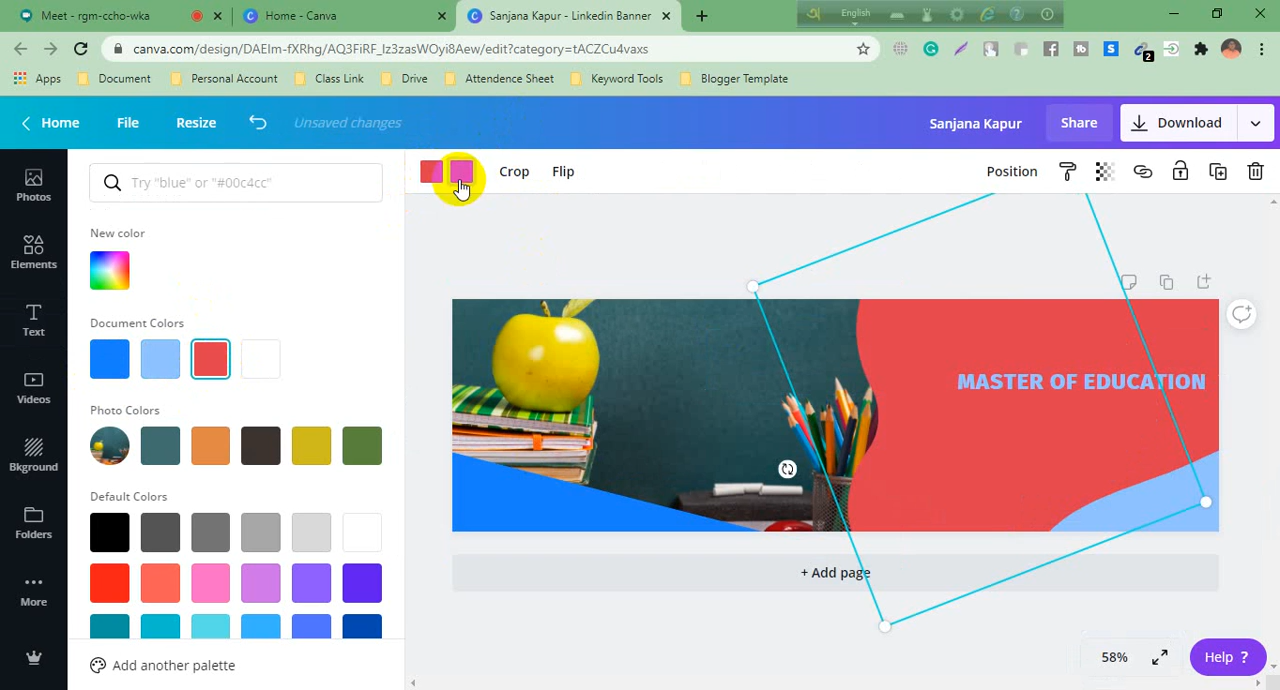 Meet - rgm-ccho-wka
Home - Canva
Sanjana Kapur - Linkedin Banner
English
canva.com/design/DAEIm-fXRhg/AQ3FiRF_Iz3zasWOyi8Aew/edit?category=tACZCu4vaxs
2
Apps
Document
Personal Account
Class Link
Drive
Attendence Sheet
Keyword Tools
Blogger Template
Home
File
Resize
Unsaved changes
Sanjana Kapur
Share
Download
Photos
Elements
Text
Videos
Bkground
Folders
More
Try "blue" or "#00c4cc"
New color
Document Colors
Photo Colors
Default Colors
Add another palette
Crop
Flip
Position
MASTER OF EDUCATION
+ Add page
58%
Help ?